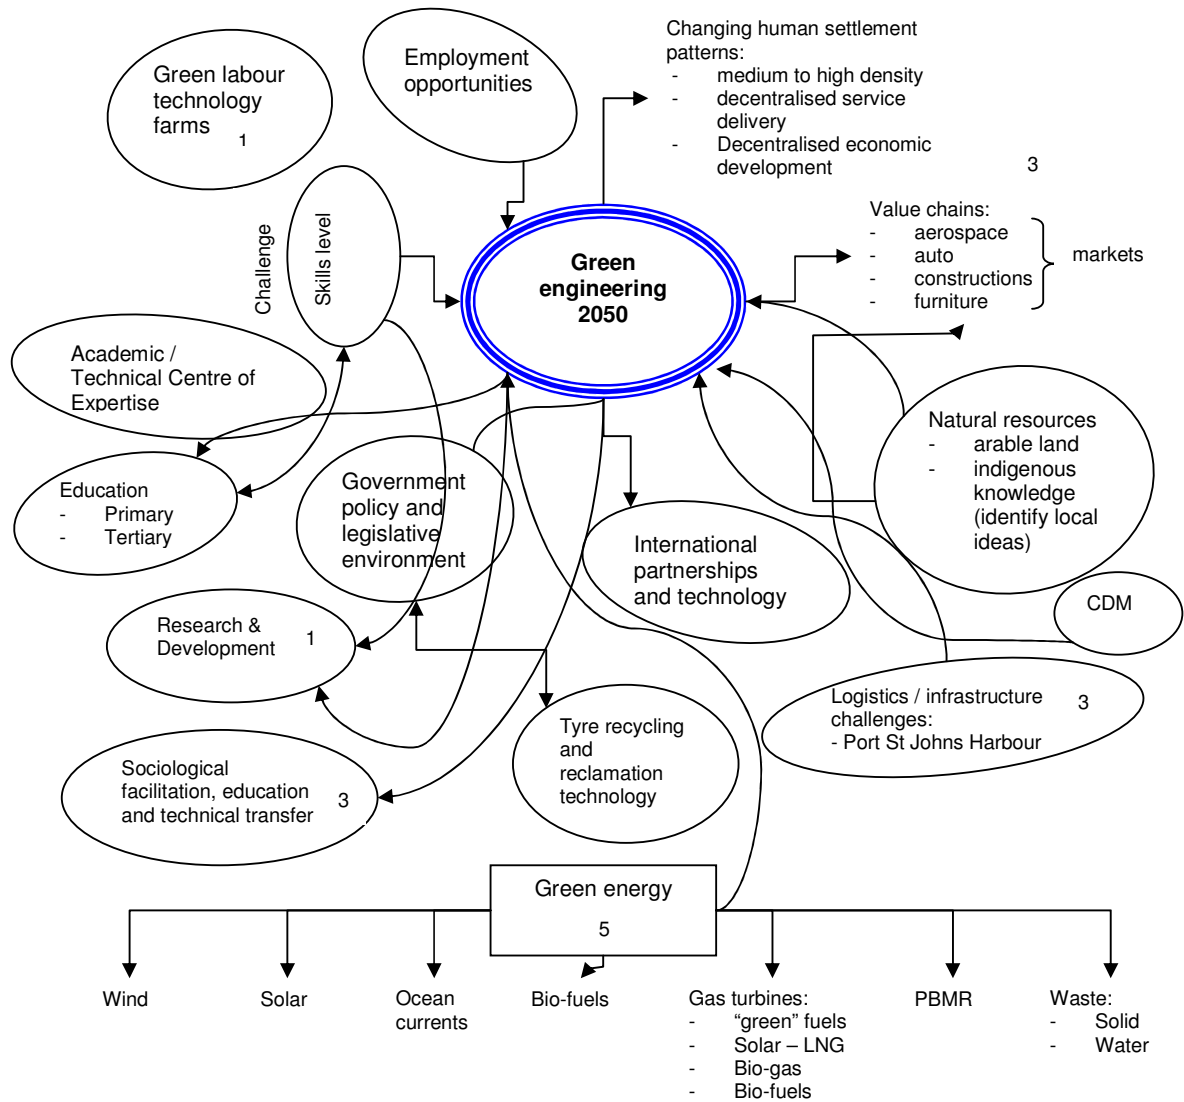 Green labour
technology
farms
1
Employment
opportunities
Changing human settlement
patterns:
- medium to high density
- decentralised service
delivery
- Decentralised economic
development
3
Challenge
Skills level
Green
engineering
2050
Value chains:
- aerospace
- auto
- constructions
- furniture
markets
Academic /
Technical Centre of
Expertise
Education
- Primary
- Tertiary
Government
policy and
legislative
environment
International
partnerships
and technology
Natural resources
- arable land
- indigenous
knowledge
(identify local
ideas)
CDM
Research &
Development
1
Logistics / infrastructure
challenges:
- Port St Johns Harbour
3
Tyre recycling
and
reclamation
technology
Sociological
facilitation, education
and technical transfer
3
Green energy
5
Wind
Solar
Ocean
currents
Bio-fuels
Gas turbines:
- “green” fuels
- Solar – LNG
- Bio-gas
- Bio-fuels
PBMR
Waste:
- Solid
- Water